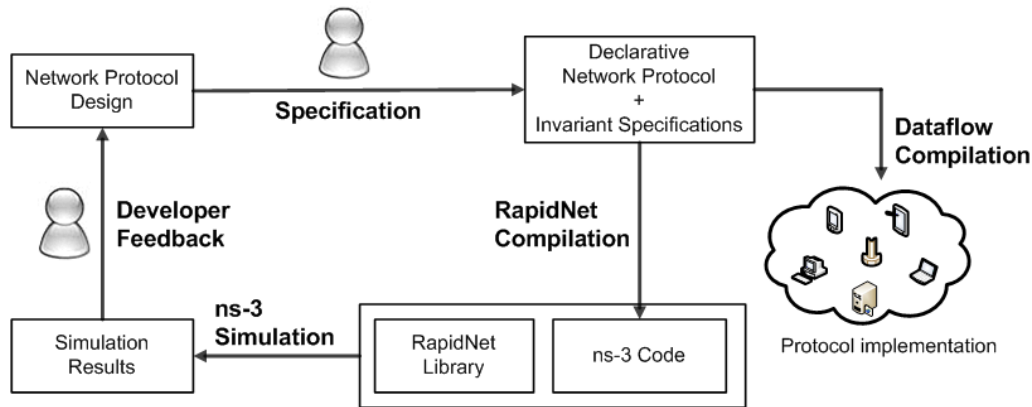 Network Protocol
Design
Specification
Declarative
Network Protocol
+
Invariant Specifications
Dataflow
Compilation
Developer
Feedback
RapidNet
Compilation
ns-3
Simulation
Simulation
Results
RapidNet
Library
ns-3 Code
Protocol implementation